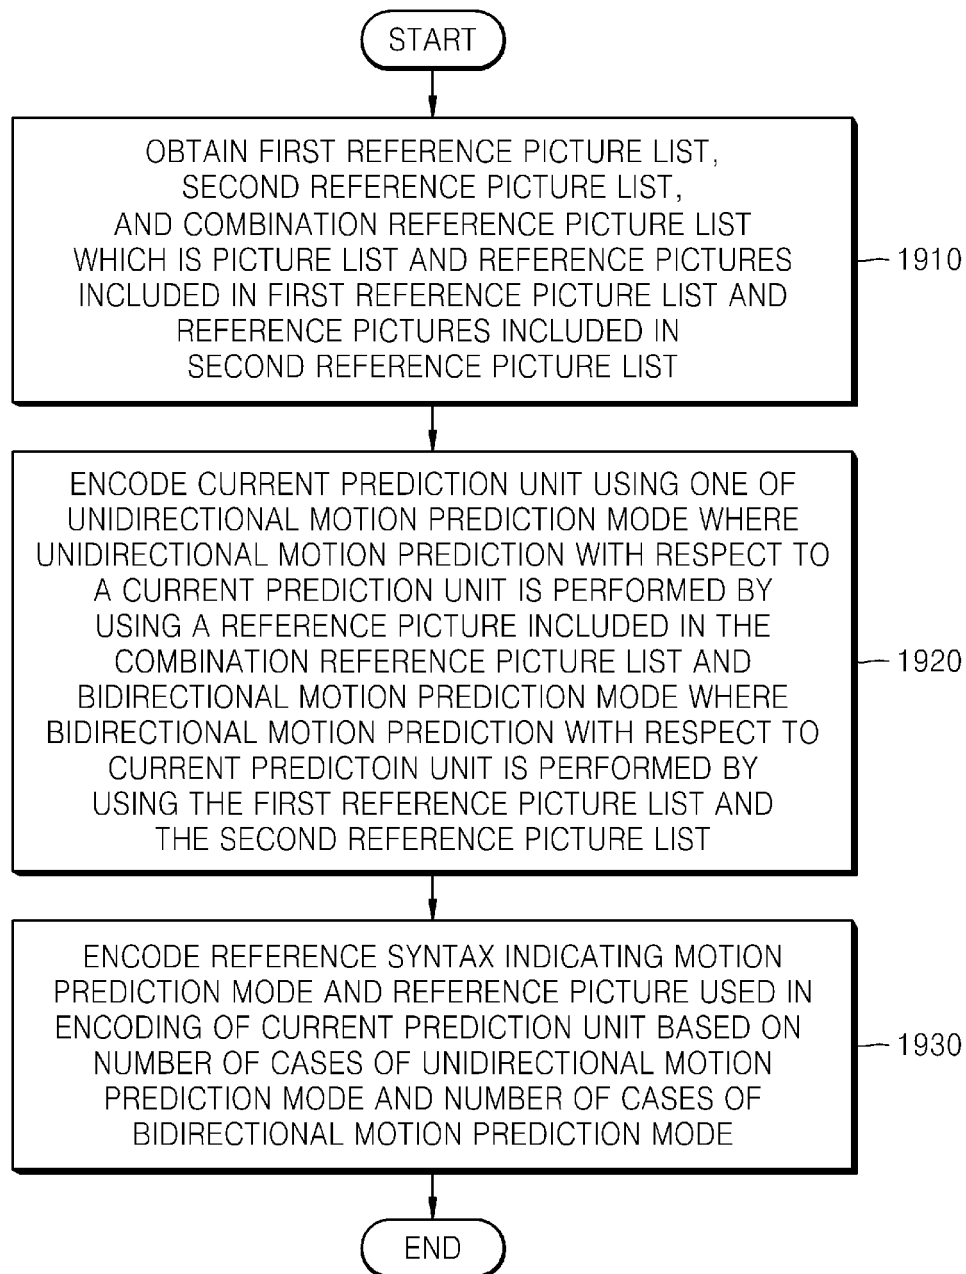 START
OBTAIN FIRST REFERENCE PICTURE LIST,
SECOND REFERENCE PICTURE LIST,
AND COMBINATION REFERENCE PICTURE LIST
WHICH IS PICTURE LIST AND REFERENCE PICTURES
INCLUDED IN FIRST REFERENCE PICTURE LIST AND
REFERENCE PICTURES INCLUDED IN
SECOND REFERENCE PICTURE LIST
1910
ENCODE CURRENT PREDICTION UNIT USING ONE OF
UNIDIRECTIONAL MOTION PREDICTION MODE WHERE
UNIDIRECTIONAL MOTION PREDICTION WITH RESPECT TO
A CURRENT PREDICTION UNIT IS PERFORMED BY
USING A REFERENCE PICTURE INCLUDED IN THE
COMBINATION REFERENCE PICTURE LIST AND
BIDIRECTIONAL MOTION PREDICTION MODE WHERE
BIDIRECTIONAL MOTION PREDICTION WITH RESPECT TO
CURRENT PREDICTOIN UNIT IS PERFORMED BY
USING THE FIRST REFERENCE PICTURE LIST AND
THE SECOND REFERENCE PICTURE LIST
1920
ENCODE REFERENCE SYNTAX INDICATING MOTION
PREDICTION MODE AND REFERENCE PICTURE USED IN
ENCODING OF CURRENT PREDICTION UNIT BASED ON
NUMBER OF CASES OF UNIDIRECTIONAL MOTION
PREDICTION MODE AND NUMBER OF CASES OF
BIDIRECTIONAL MOTION PREDICTION MODE
1930
END